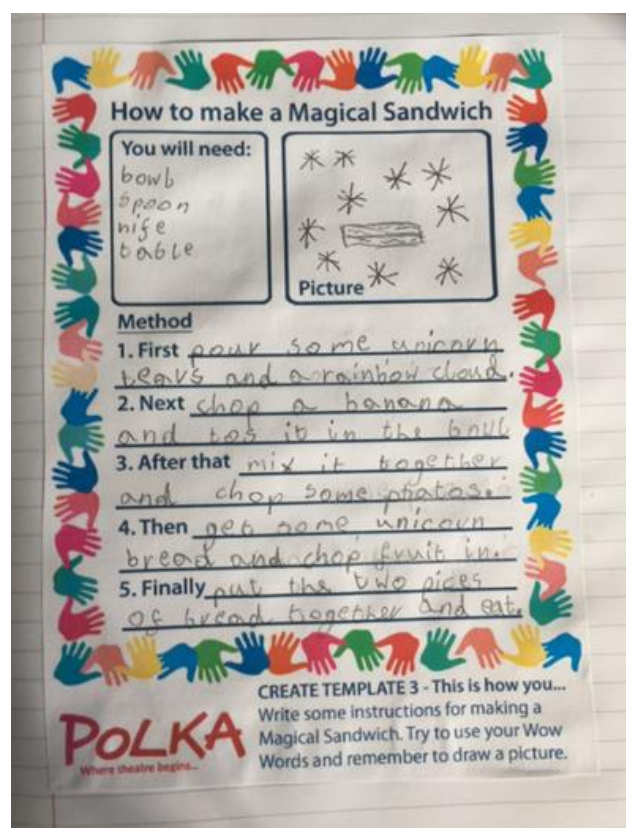 How to make a Magical Sandwich
You will need:
bowl
spoon
nife
table
Picture
Method
1. First pour some unicorn
tears and a rainbow cloud.
2. Next chop a banana
and tos it in the
3. After that mix it together
and chop some photos.
4. Then get some unicorn
bread and chop fruit in.
5. Finally put the two pices
of bread together and eat.
CREATE TEMPLATE 3 - This is how you...
POLKA
Where theatre begins...
Write some instructions for making a
Magical Sandwich. Try to use your Wow
Words and remember to draw a picture.